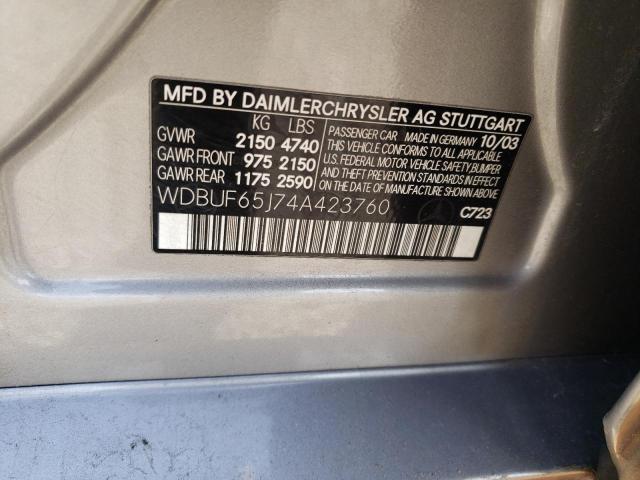 MFD BY DAIMLERCHRYSLER AG STUTTGART
KG LBS
GVWR 2150 4740
GAWR FRONT 975 2150
GAWR REAR 1175 2590
PASSENGER CAR MADE IN GERMANY 10/03
THIS VEHICLE CONFORMS TO ALL APPLICABLE
U.S. FEDERAL MOTOR VEHICLE SAFETY, BUMPER
AND THEFT PREVENTION STANDARDS IN EFFECT
ON THE DATE OF MANUFACTURE SHOWN ABOVE.
WDBUF65J74A423760
C723